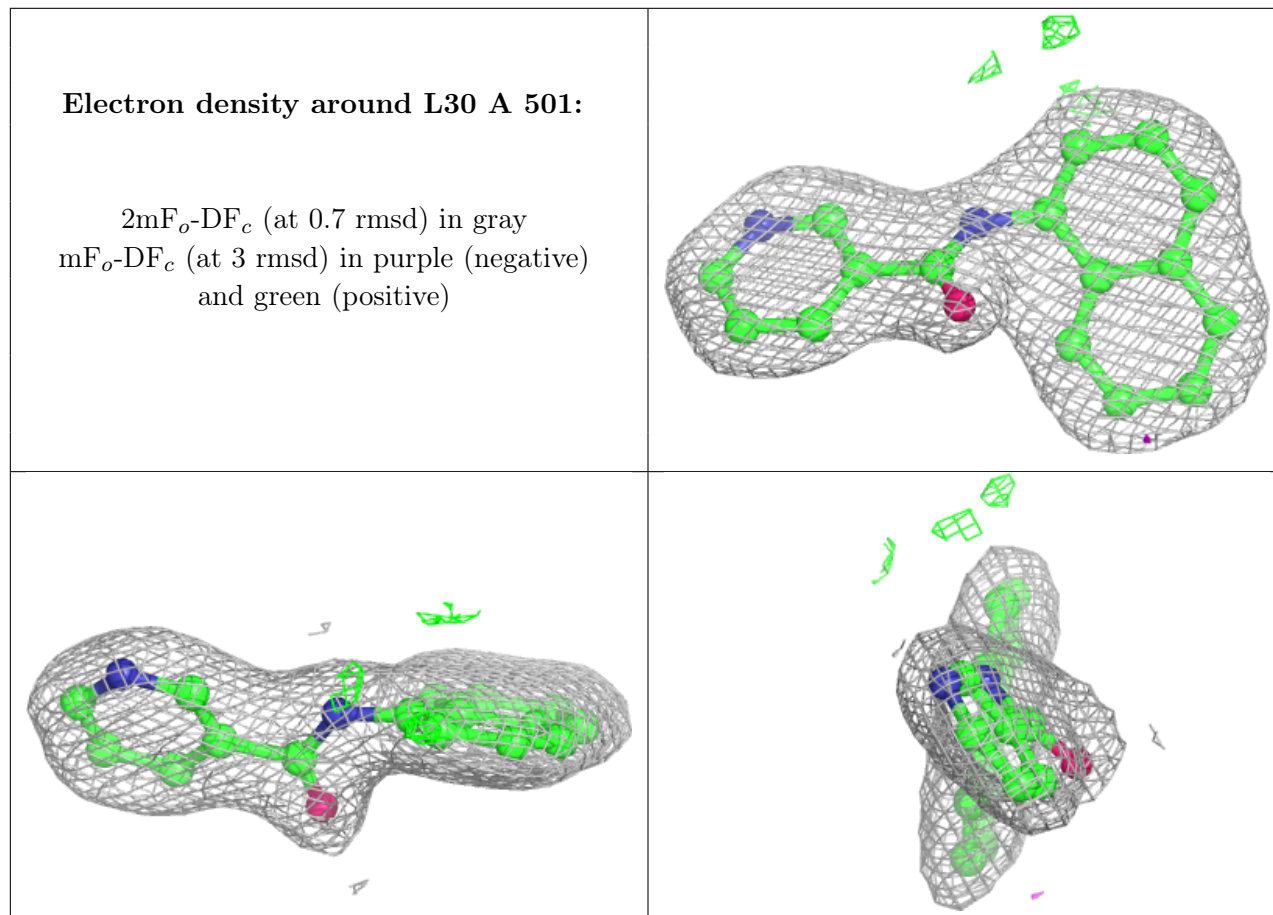 Electron density around L30 A 501:
2mFo-DFc (at 0.7 rmsd) in gray
mFo-DFc (at 3 rmsd) in purple (negative)
and green (positive)